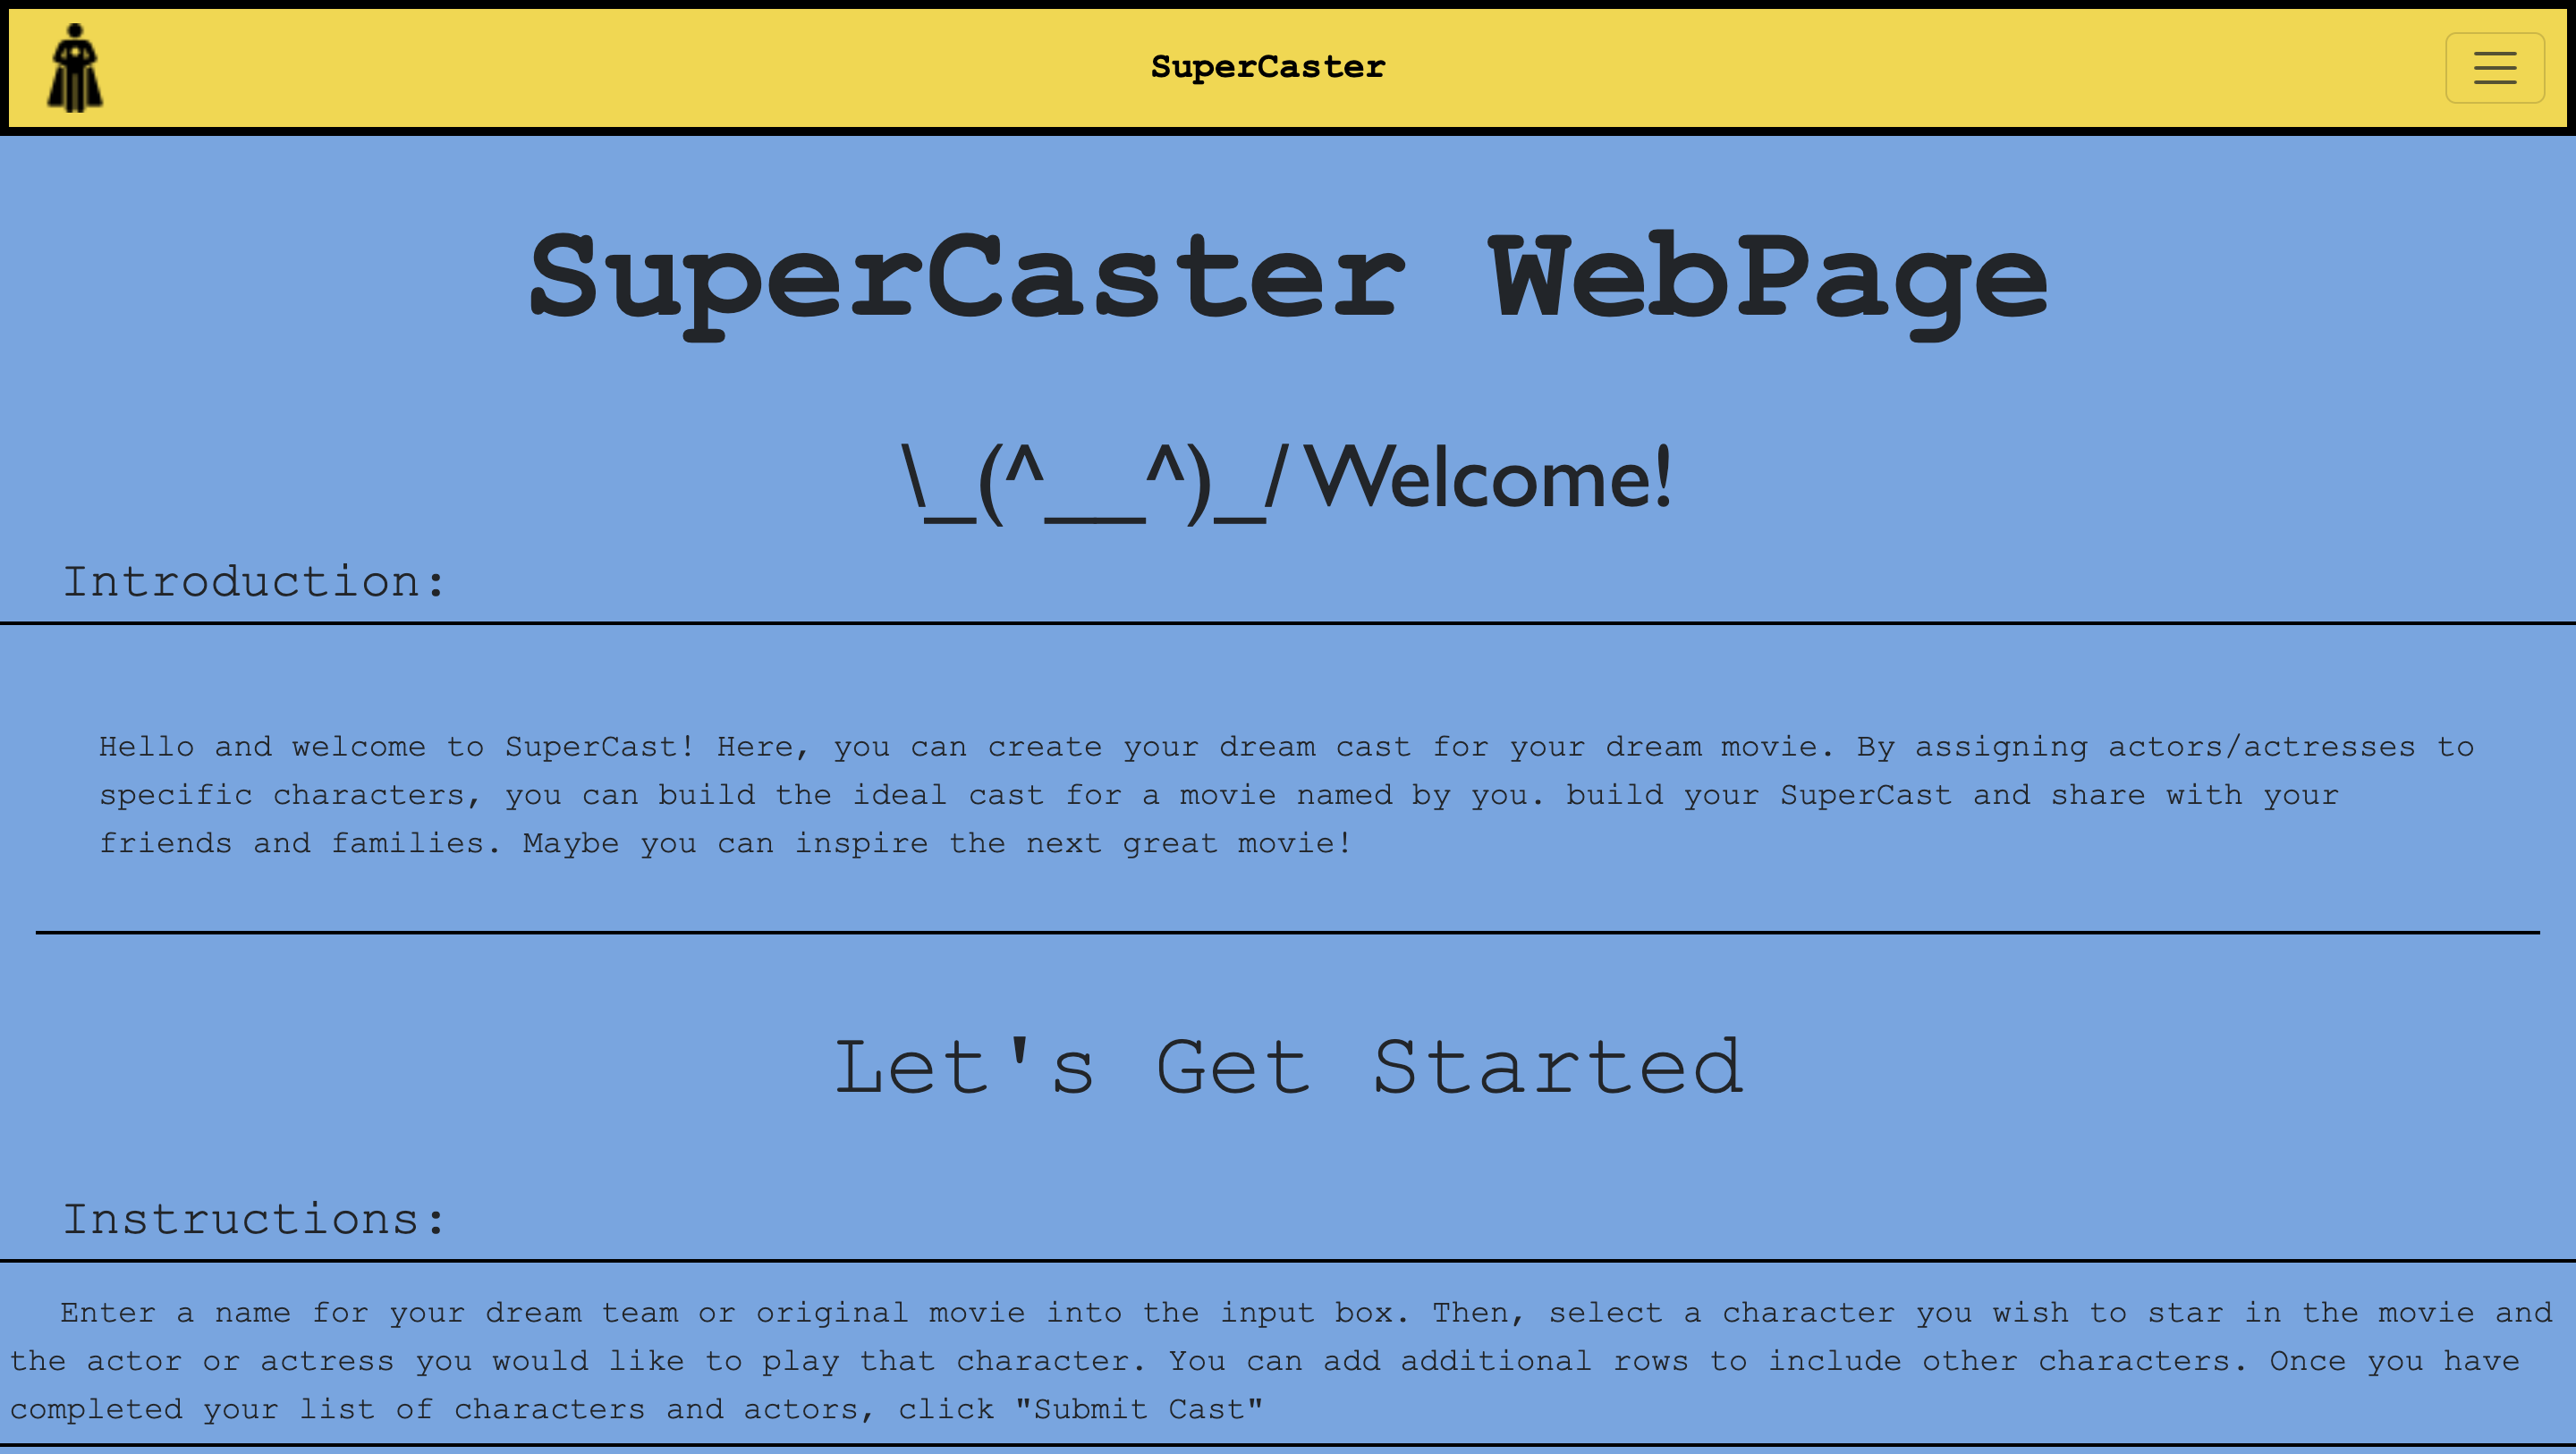 SuperCaster
SuperCaster WebPage
\_(^__^)_/ Welcome!
Introduction:
Hello and welcome to SuperCast! Here, you can create your dream cast for your dream movie. By assigning actors/actresses to
specific characters, you can build the ideal cast for a movie named by you. build your SuperCast and share with your
friends and families. Maybe you can inspire the next great movie!
Let's Get Started
Instructions:
Enter a name for your dream team or original movie into the input box. Then, select a character you wish to star in the movie and
the actor or actress you would like to play that character. You can add additional rows to include other characters. Once you have
completed your list of characters and actors, click "Submit Cast"